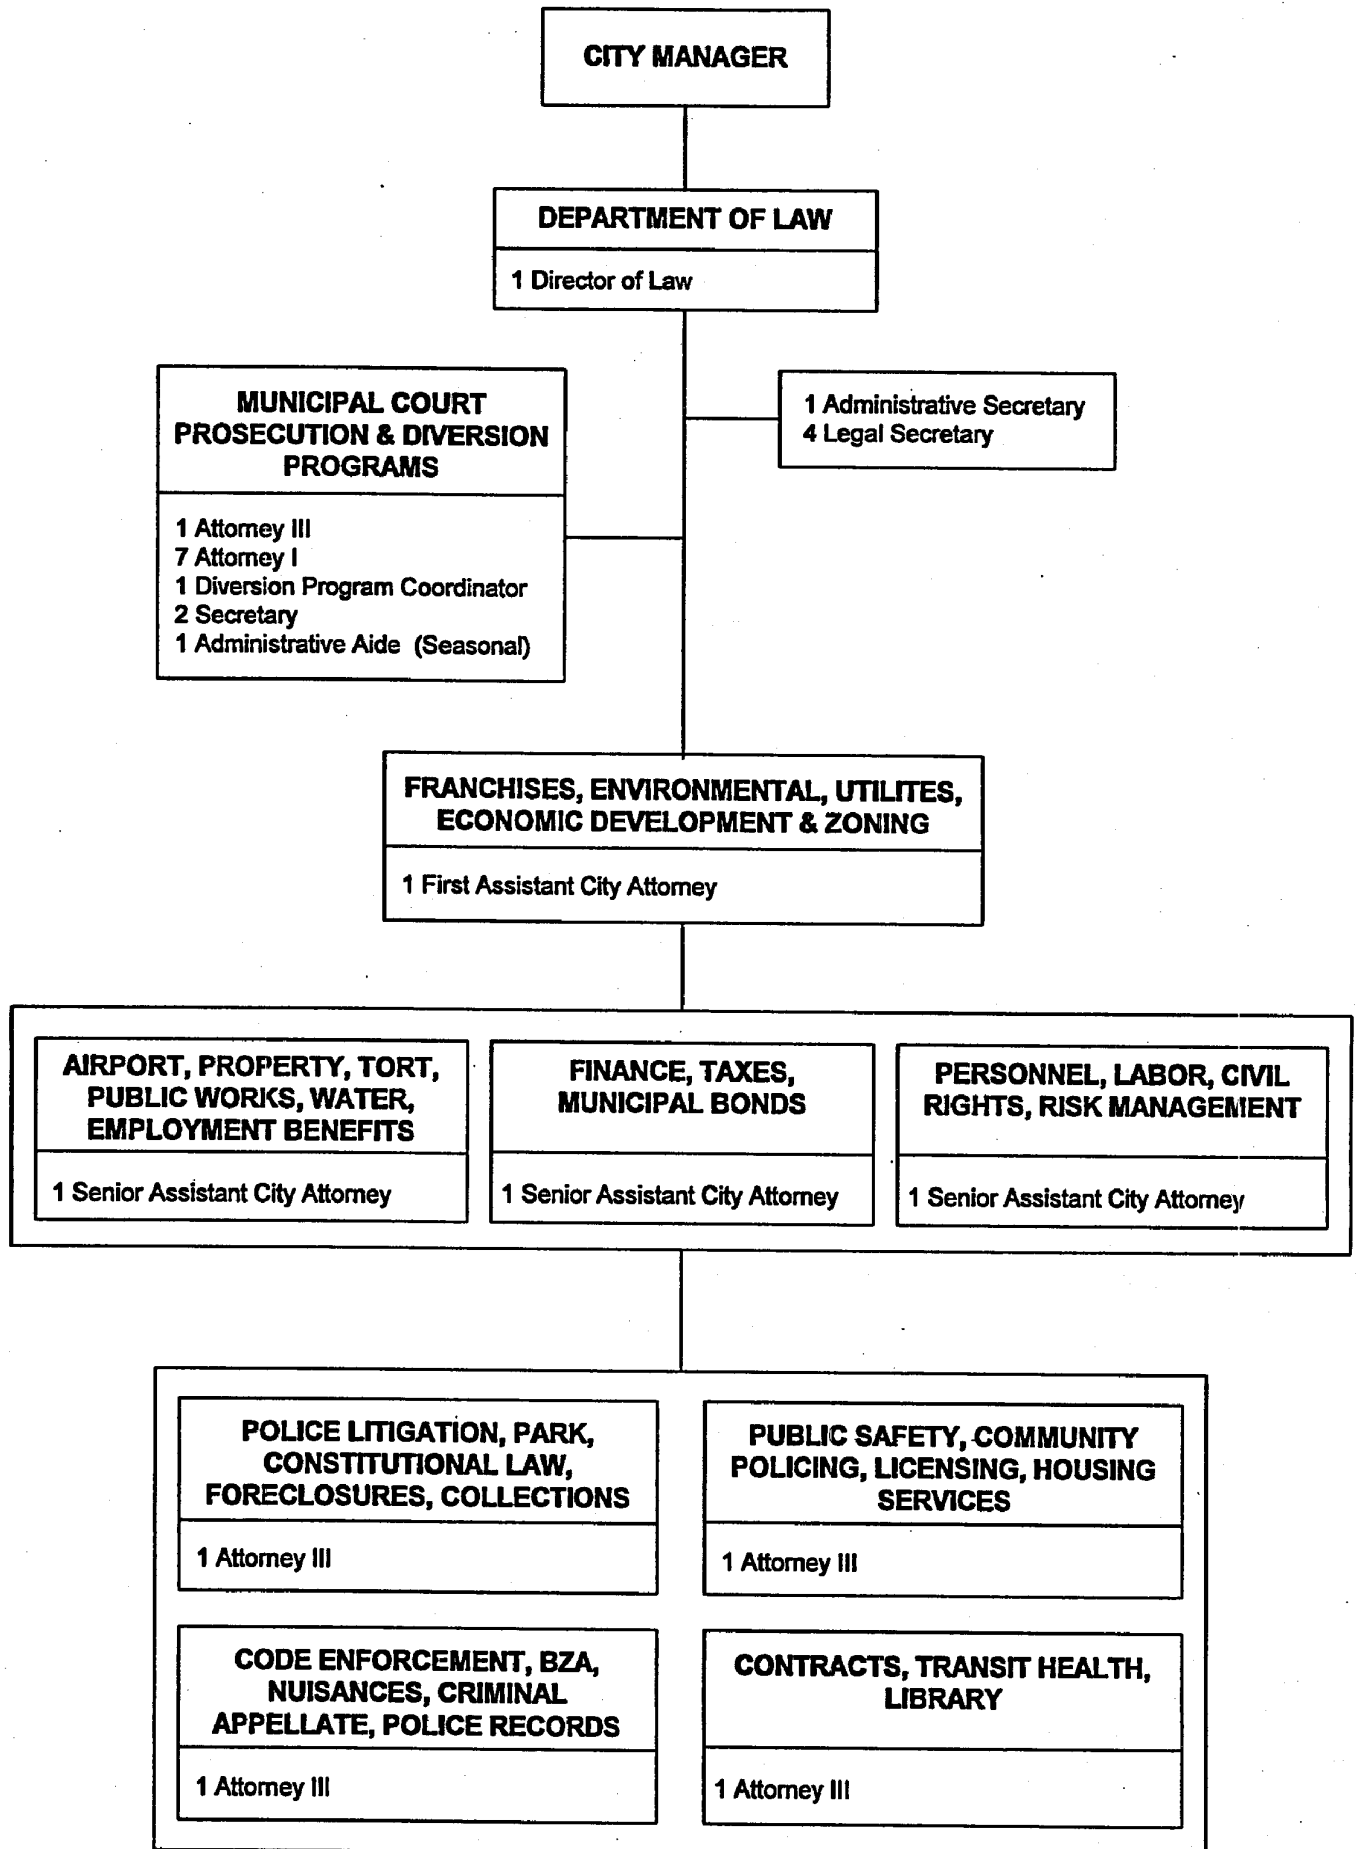 CITY MANAGER
DEPARTMENT OF LAW
1 Director of Law
MUNICIPAL COURT
PROSECUTION & DIVERSION
PROGRAMS
1 Attorney III
7 Attorney I
1 Diversion Program Coordinator
2 Secretary
1 Administrative Aide (Seasonal)
1 Administrative Secretary
4 Legal Secretary
FRANCHISES, ENVIRONMENTAL, UTILITES,
ECONOMIC DEVELOPMENT & ZONING
1 First Assistant City Attorney
AIRPORT, PROPERTY, TORT,
PUBLIC WORKS, WATER,
EMPLOYMENT BENEFITS
1 Senior Assistant City Attorney
FINANCE, TAXES,
MUNICIPAL BONDS
1 Senior Assistant City Attorney
PERSONNEL, LABOR, CIVIL
RIGHTS, RISK MANAGEMENT
1 Senior Assistant City Attorney
POLICE LITIGATION, PARK,
CONSTITUTIONAL LAW,
FORECLOSURES, COLLECTIONS
1 Attorney III
PUBLIC SAFETY, COMMUNITY
POLICING, LICENSING, HOUSING
SERVICES
1 Attorney III
CODE ENFORCEMENT, BZA,
NUISANCES, CRIMINAL
APPELLATE, POLICE RECORDS
1 Attorney III
CONTRACTS, TRANSIT HEALTH,
LIBRARY
1 Attorney III